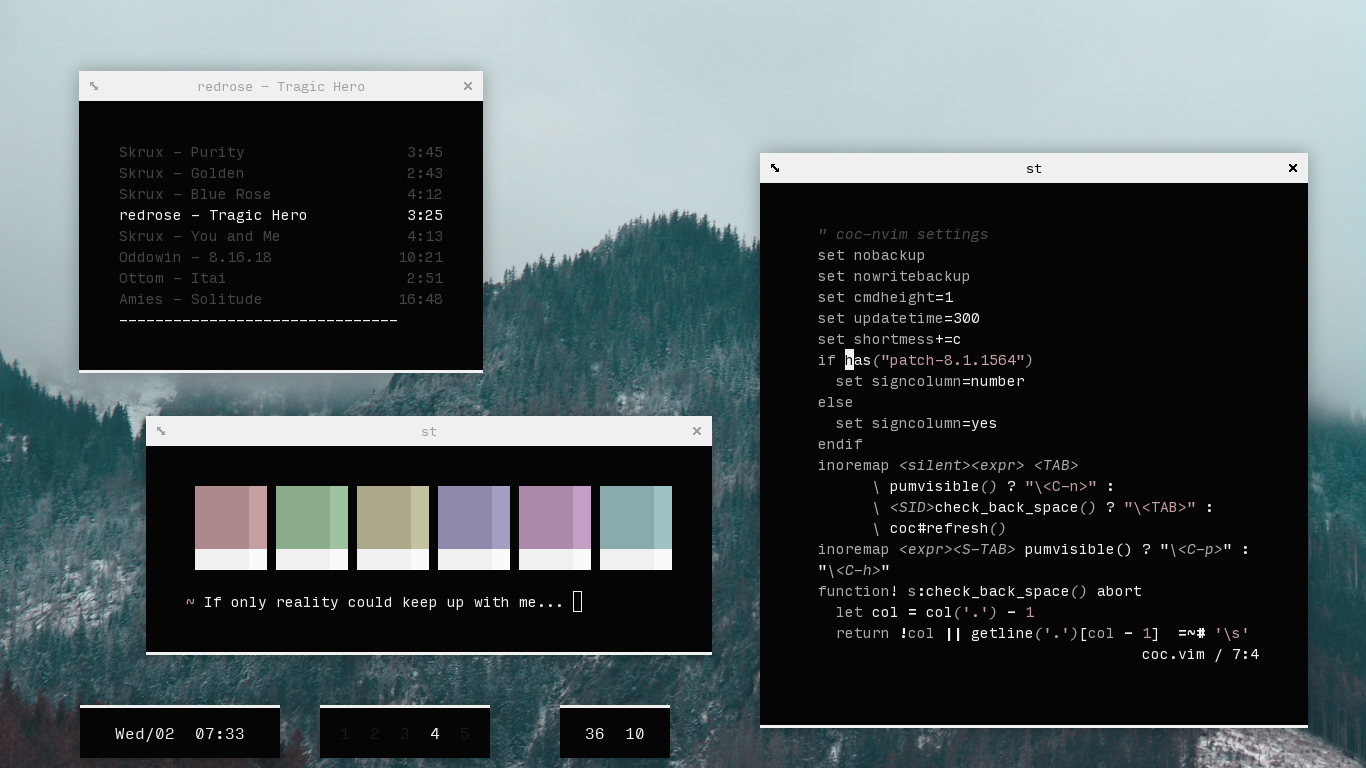 redrose – Tragic Hero
Skrux – Purity 3:45
Skrux – Golden 2:43
Skrux – Blue Rose 4:12
redrose – Tragic Hero 3:25
Skrux – You and Me 4:13
Oddowin – 8.16.18 10:21
Ottom – Itai 2:51
Amies – Solitude 16:48
st
~ If only reality could keep up with me...
st
" coc-nvim settings
set nobackup
set nowritebackup
set cmdheight=1
set updatetime=300
set shortmess+=c
if has("patch-8.1.1564")
  set signcolumn=number
else
  set signcolumn=yes
endif
inoremap <silent><expr> <TAB>
      \ pumvisible() ? "\<C-n>" :
      \ <SID>check_back_space() ? "\<TAB>" :
      \ coc#refresh()
inoremap <expr><S-TAB> pumvisible() ? "\<C-p>" :
"\<C-h>"
function! s:check_back_space() abort
  let col = col('.') - 1
  return !col || getline('.')[col - 1]  =~# '\s'
coc.vim / 7:4
Wed/02 07:33
1 2 3 4 5
36 10